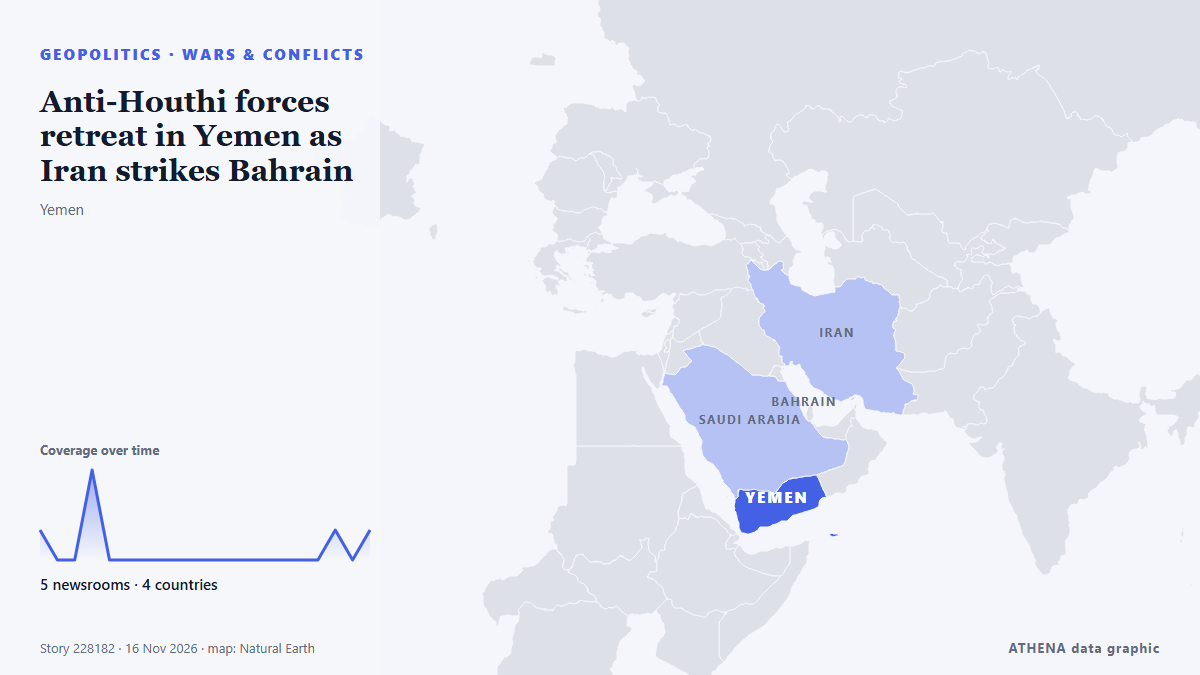 GEOPOLITICS · WARS & CONFLICTS
Anti-Houthi forces
retreat in Yemen as
Iran strikes Bahrain
Yemen
IRAN
BAHRAIN
SAUDI ARABIA
YEMEN
Coverage over time
5 newsrooms · 4 countries
Story 228182 · 16 Nov 2026 · map: Natural Earth
ATHENA data graphic